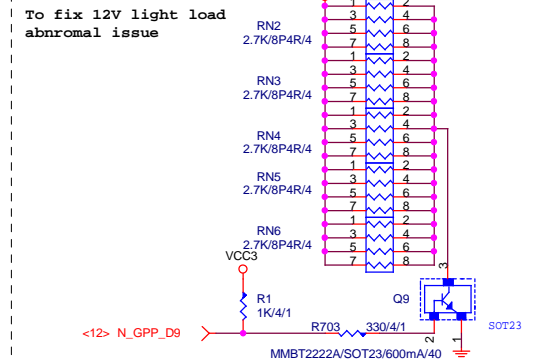 To fix 12V light load
abnromal issue
1 2
3 4
RN2
5 6
2.7K/8P4R/4
7 8
1 2
3 4
RN3
5 6
2.7K/8P4R/4
7 8
1 2
3 4
RN4
5 6
2.7K/8P4R/4
7 8
1 2
RN5
3 4
2.7K/8P4R/4
5 6
7 8
1 2
RN6
3 4
2.7K/8P4R/4
5 6
VCC3
7 8
3
R1
Q9
1K/4/1
SOT23
<12> N_GPP_D9
R703 330/4/1
2
1
MMBT2222A/SOT23/600mA/40